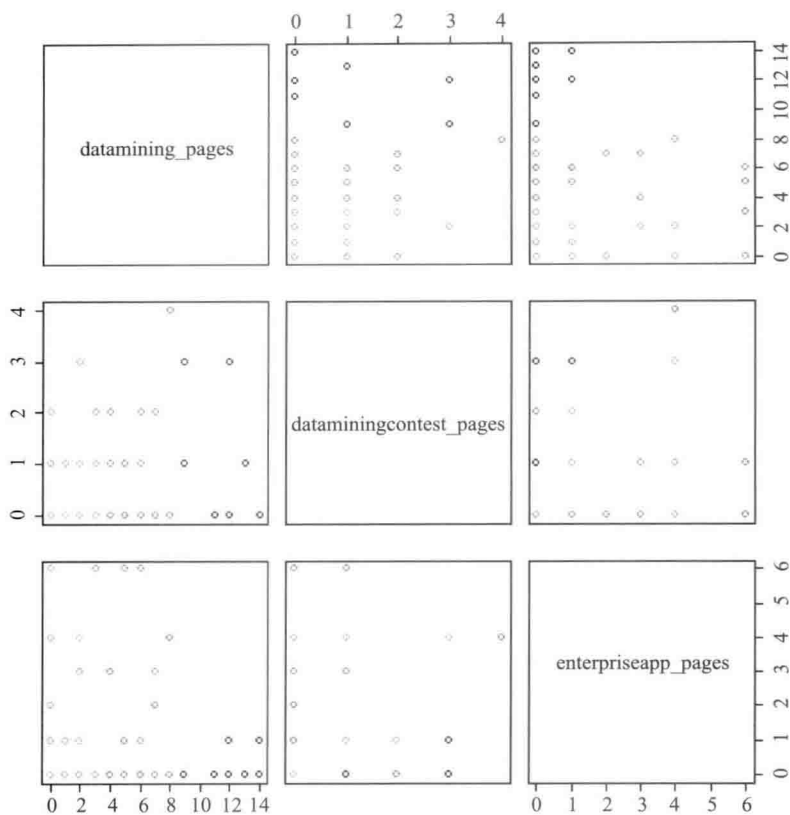 0 1 2 3 4
datamining_pages
0 2 4 6 8 10 12 14
0 1 2 3 4
dataminingcontest_pages
enterpriseapp_pages
0 1 2 3 4 5 6
0 2 4 6 8 10 12 14
0 1 2 3 4 5 6